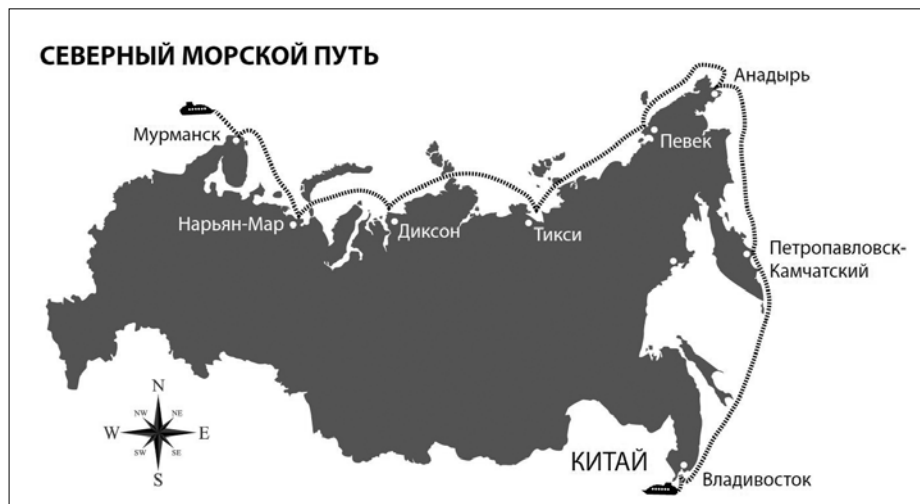 СЕВЕРНЫЙ МОРСКОЙ ПУТЬ
Анадырь
Мурманск
Певек
Нарьян-Мар
Диксон
Тикси
Петропавловск-
Камчатский
N
NW
NE
W
E
SW
SE
S
КИТАЙ
Владивосток